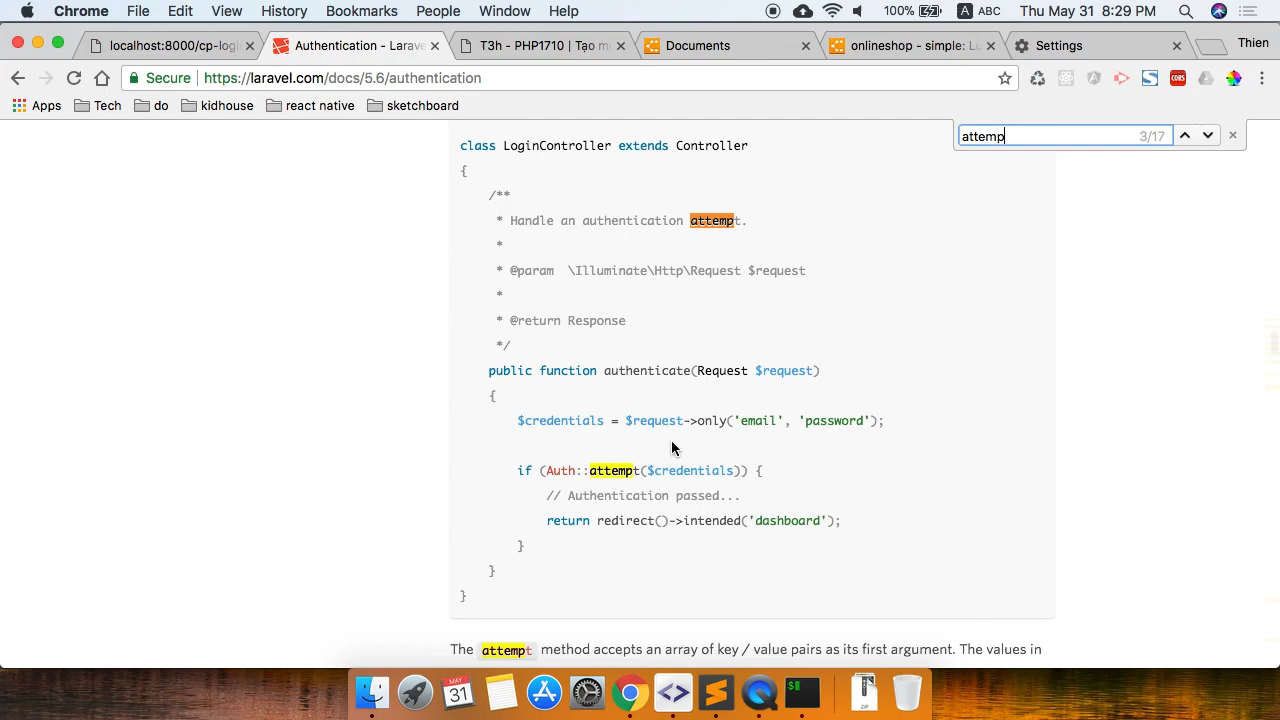 Chrome File Edit View History Bookmarks People Window Help 100% A ABC Thu May 31 8:29 PM
localhost:8000/cp-logi Authentication - Larave T3h - PHP1710 | Tạo m Documents onlineshop - simple: Lu Settings Thien
Secure https://laravel.com/docs/5.6/authentication
Apps Tech do kidhouse react native sketchboard
attemp 3/17
class LoginController extends Controller
{
/**
* Handle an authentication attempt.
*
* @param \Illuminate\Http\Request $request
*
* @return Response
*/
public function authenticate(Request $request)
{
$credentials = $request->only('email', 'password');
if (Auth::attempt($credentials)) {
// Authentication passed...
return redirect()->intended('dashboard');
}
}
}
The attempt method accepts an array of key / value pairs as its first argument. The values in